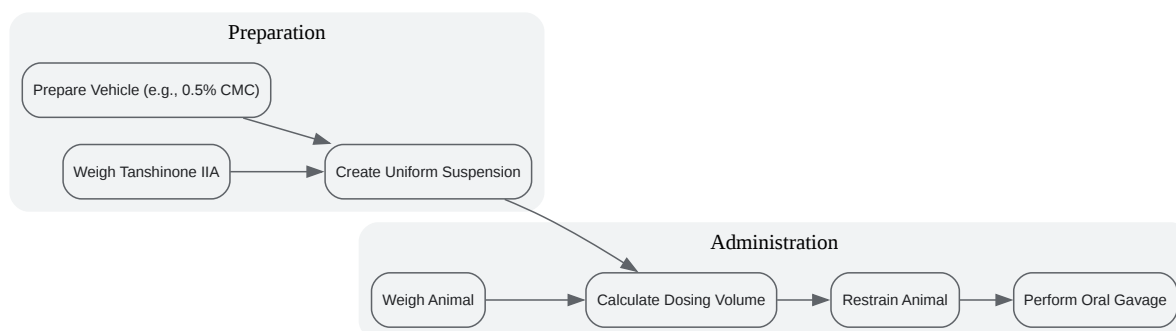 Preparation
Prepare Vehicle (e.g., 0.5% CMC)
Weigh Tanshinone IIA
Create Uniform Suspension
Administration
Weigh Animal
Calculate Dosing Volume
Restrain Animal
Perform Oral Gavage